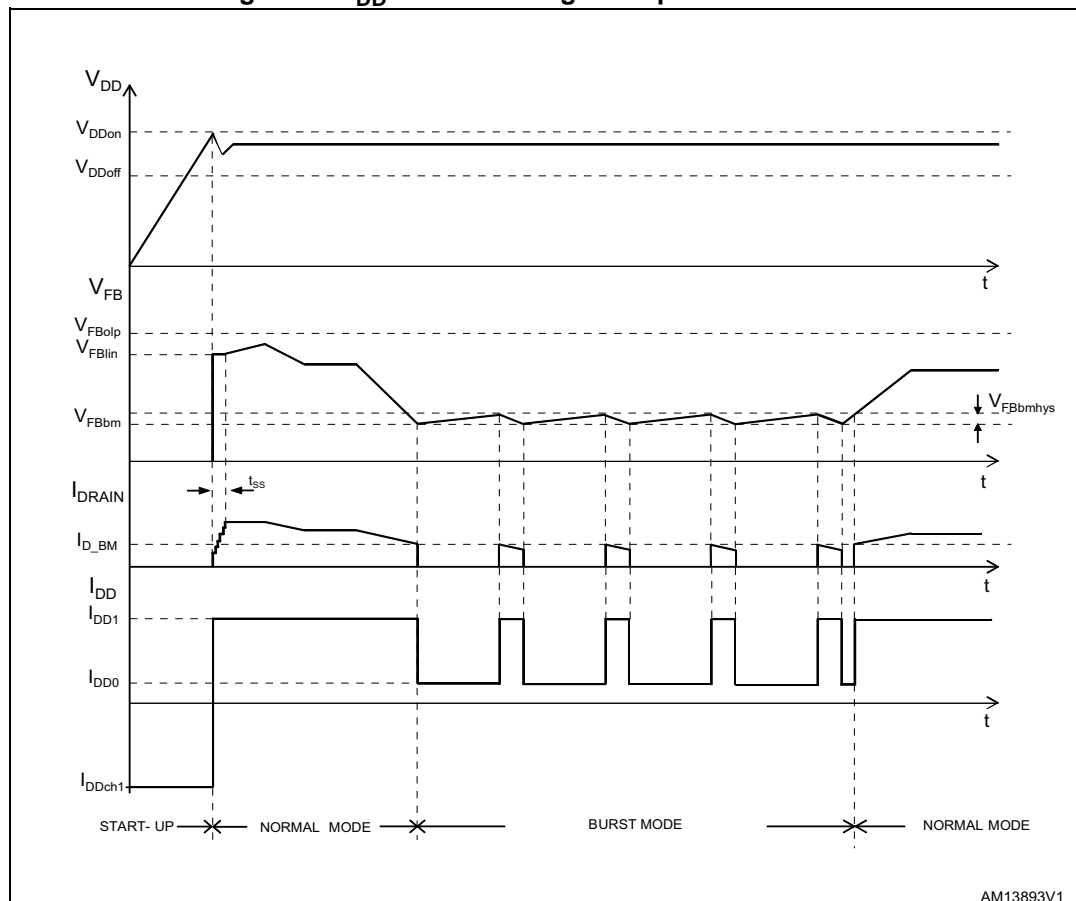 V_DD
V_DDon
V_DDoff
t
V_FB
V_FBolp
V_FBlin
V_FBbm
V_FBbmhys
t
I_DRAIN
t_ss
I_D_BM
t
I_DD
I_DD1
I_DD0
t
I_DDch1
START- UP
NORMAL MODE
BURST MODE
NORMAL MODE
AM13893V1